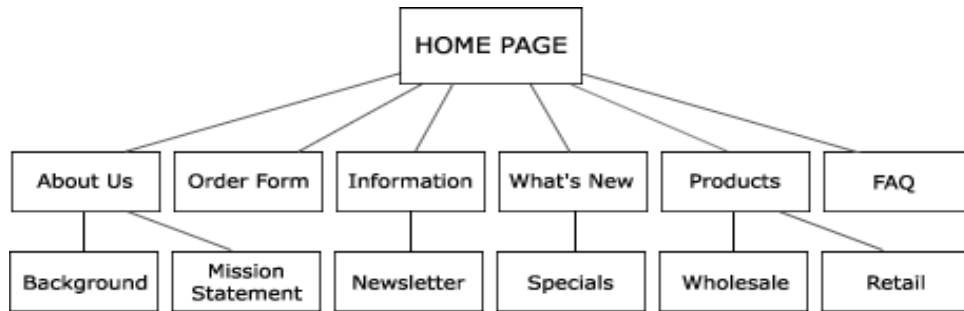 HOME PAGE
About Us
Order Form
Information
What's New
Products
FAQ
Background
Mission
Statement
Newsletter
Specials
Wholesale
Retail